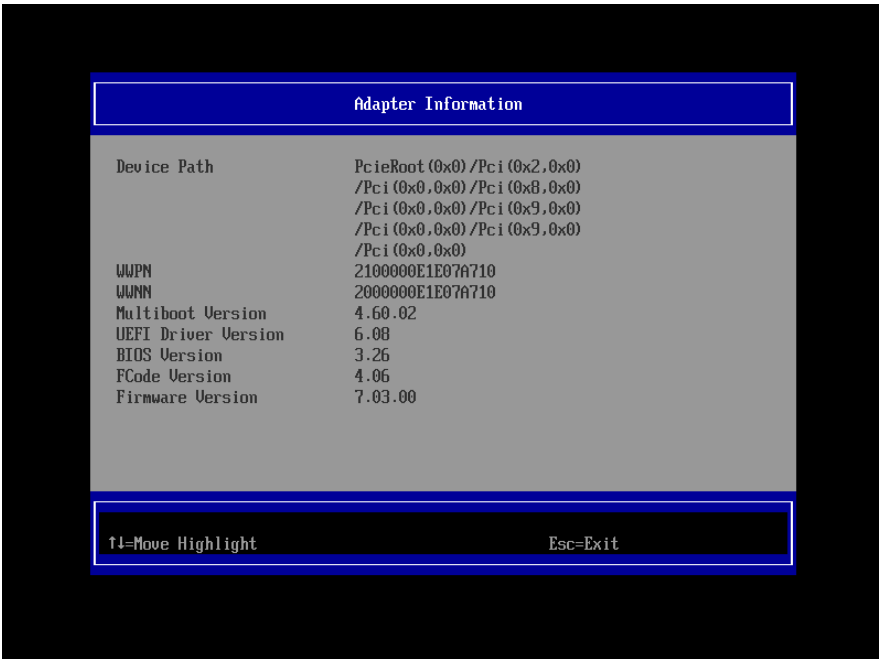 Adapter Information
Device Path PcieRoot(0x0)/Pci(0x2,0x0)
/Pci(0x0,0x0)/Pci(0x8,0x0)
/Pci(0x0,0x0)/Pci(0x9,0x0)
/Pci(0x0,0x0)/Pci(0x9,0x0)
/Pci(0x0,0x0)
WWPN 2100000E1E07A710
WWNN 2000000E1E07A710
Multiboot Version 4.60.02
UEFI Driver Version 6.08
BIOS Version 3.26
FCode Version 4.06
Firmware Version 7.03.00
↑↓=Move Highlight Esc=Exit